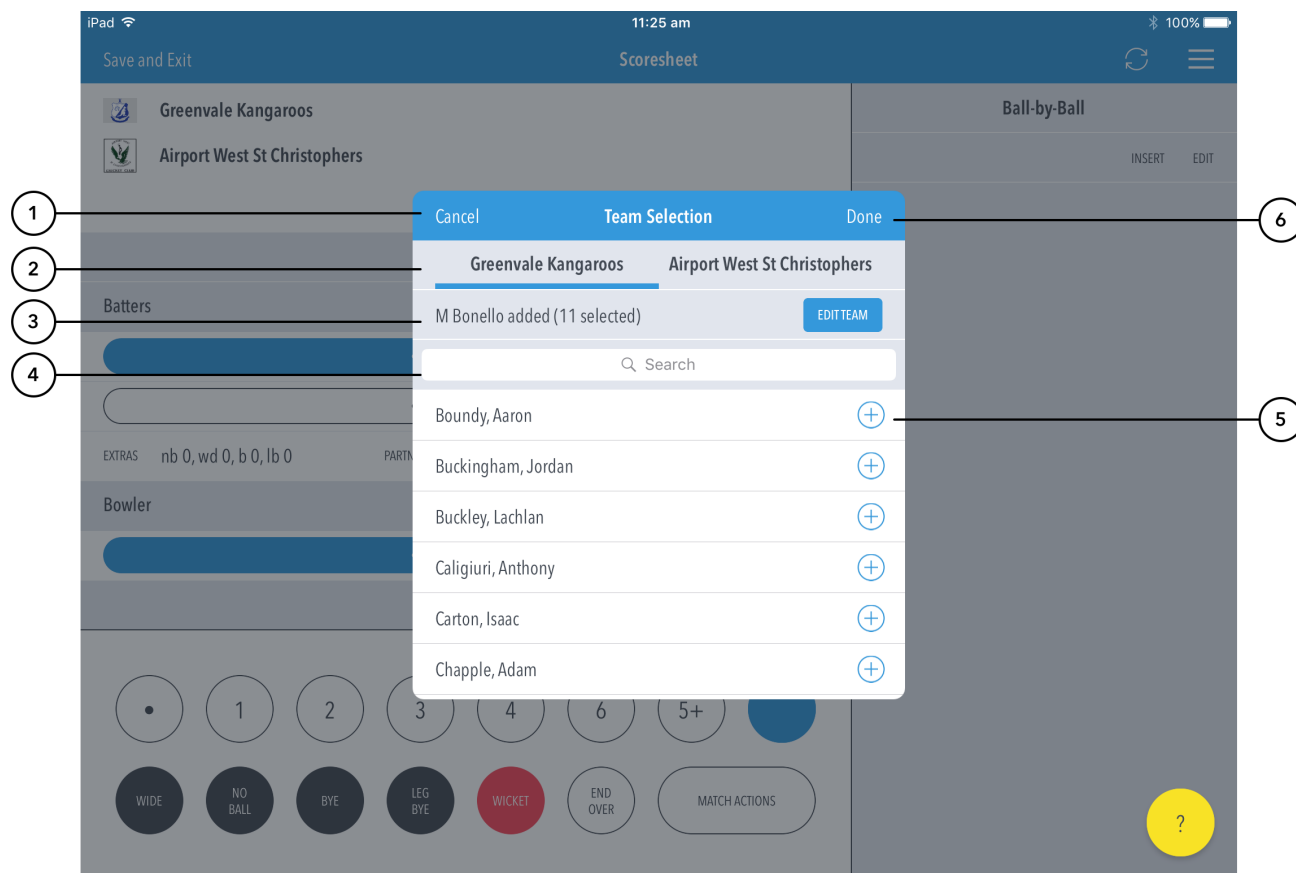 iPad 11:25 am 100%
Save and Exit Scoresheet
Greenvale Kangaroos
Airport West St Christophers
Ball-by-Ball
INSERT EDIT
1 Cancel Team Selection Done 6
2 Greenvale Kangaroos Airport West St Christophers
Batters
3 M Bonello added (11 selected) EDIT TEAM
4 Search
Boundy, Aaron 5
Buckingham, Jordan
EXTRAS nb 0, wd 0, b 0, lb 0
Bowler
Buckley, Lachlan
Caligiuri, Anthony
Carton, Isaac
Chapple, Adam
1 2 3 4 6 5+
WIDE NO BALL BYE LEG BYE WICKET END OVER MATCH ACTIONS
?